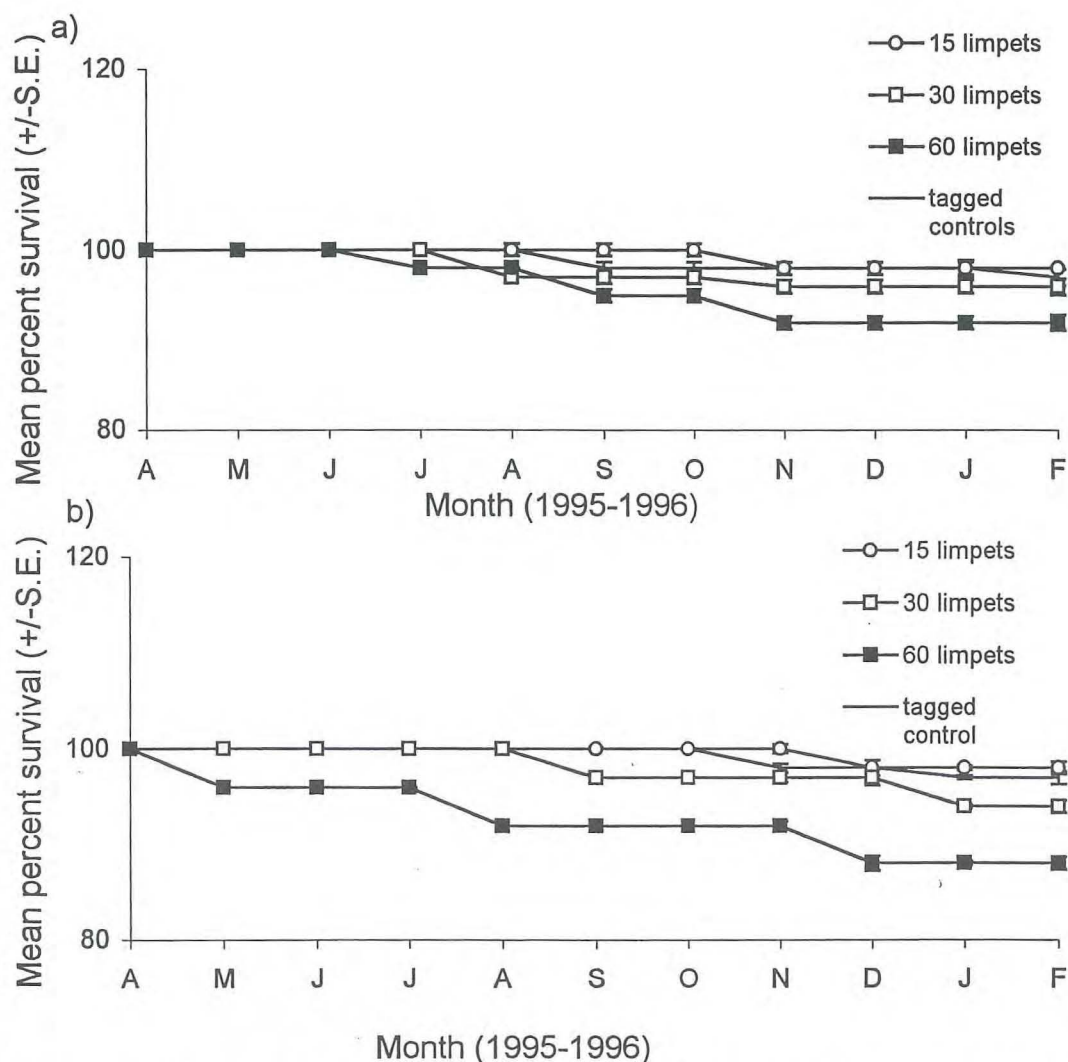 a)
Mean percent survival (+/-S.E.)
120
100
80
15 limpets
30 limpets
60 limpets
tagged
controls
A M J J A S O N D J F
Month (1995-1996)
b)
Mean percent survival (+/-S.E.)
120
100
80
15 limpets
30 limpets
60 limpets
tagged
control
A M J J A S O N D J F
Month (1995-1996)